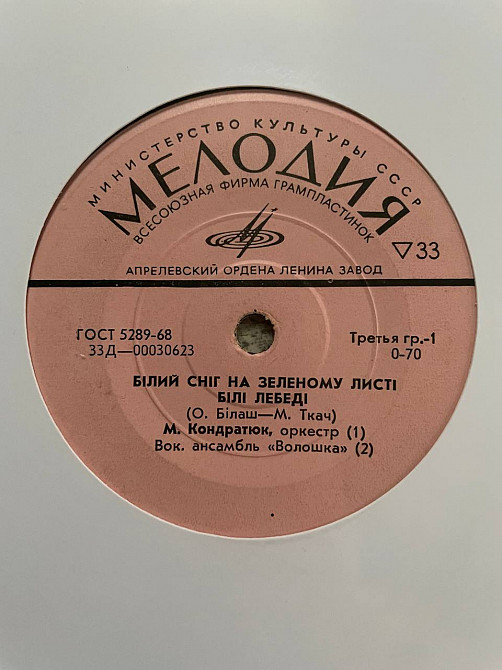 МИНИСТЕРСТВО КУЛЬТУРЫ СССР
МЕЛОДИЯ
ВСЕСОЮЗНАЯ ФИРМА ГРАМПЛАСТИНОК
▽33
АПРЕЛЕВСКИЙ ОРДЕНА ЛЕНИНА ЗАВОД
ГОСТ 5289-68 Третья гр.-1
33Д—00030623 0-70
БІЛИЙ СНІГ НА ЗЕЛЕНОМУ ЛИСТІ
БІЛІ ЛЕБЕДІ
(О. Білаш—М. Ткач)
М. Кондратюк, оркестр (1)
Вок. ансамбль «Волошка» (2)